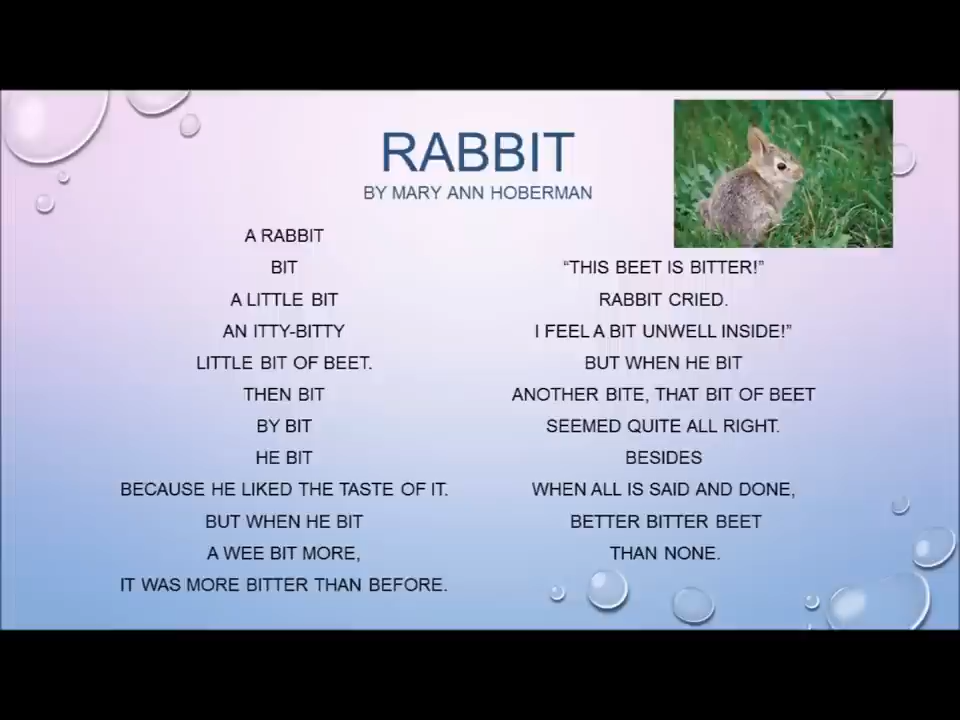 RABBIT
BY MARY ANN HOBERMAN
A RABBIT
BIT
A LITTLE BIT
AN ITTY-BITTY
LITTLE BIT OF BEET.
THEN BIT
BY BIT
HE BIT
BECAUSE HE LIKED THE TASTE OF IT.
BUT WHEN HE BIT
A WEE BIT MORE,
IT WAS MORE BITTER THAN BEFORE.
“THIS BEET IS BITTER!”
RABBIT CRIED.
I FEEL A BIT UNWELL INSIDE!”
BUT WHEN HE BIT
ANOTHER BITE, THAT BIT OF BEET
SEEMED QUITE ALL RIGHT.
BESIDES
WHEN ALL IS SAID AND DONE,
BETTER BITTER BEET
THAN NONE.